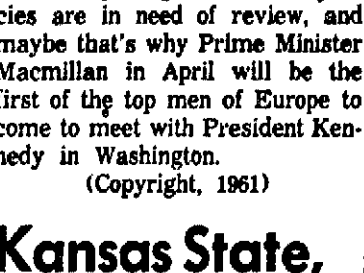 cies are in need of review, and
maybe that's why Prime Minister
Macmillan in April will be the
first of the top men of Europe to
come to meet with President Ken-
nedy in Washington.
(Copyright, 1961)
Kansas State,